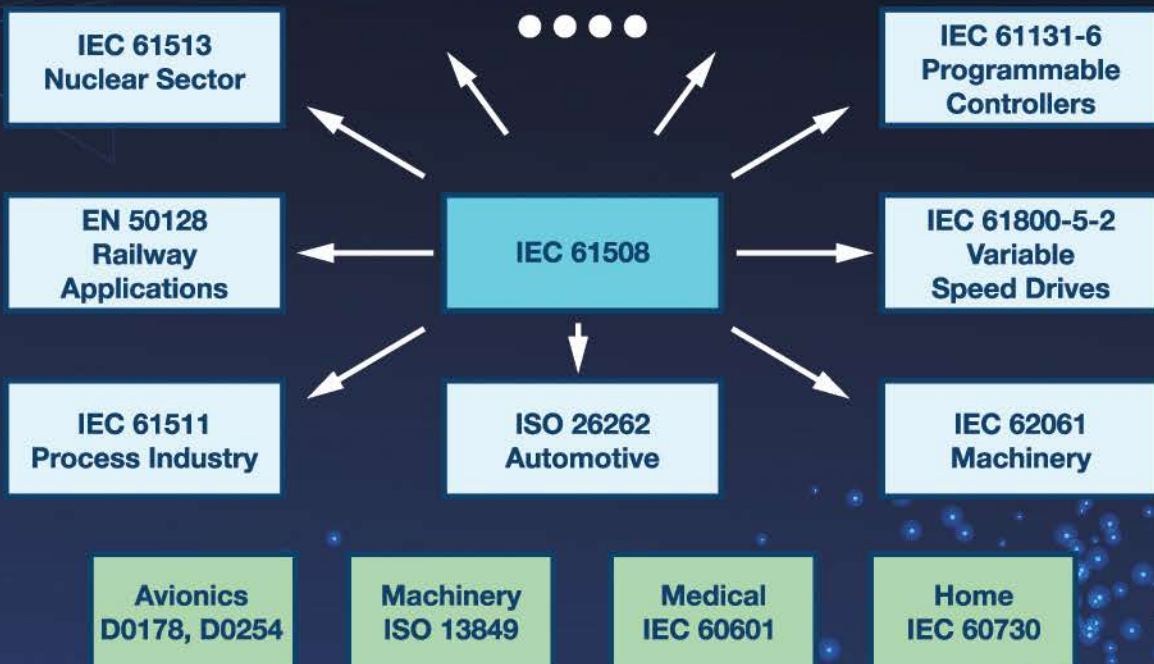 IEC 61513
Nuclear Sector
IEC 61131-6
Programmable
Controllers
EN 50128
Railway
Applications
IEC 61508
IEC 61800-5-2
Variable
Speed Drives
IEC 61511
Process Industry
ISO 26262
Automotive
IEC 62061
Machinery
Avionics
D0178, D0254
Machinery
ISO 13849
Medical
IEC 60601
Home
IEC 60730